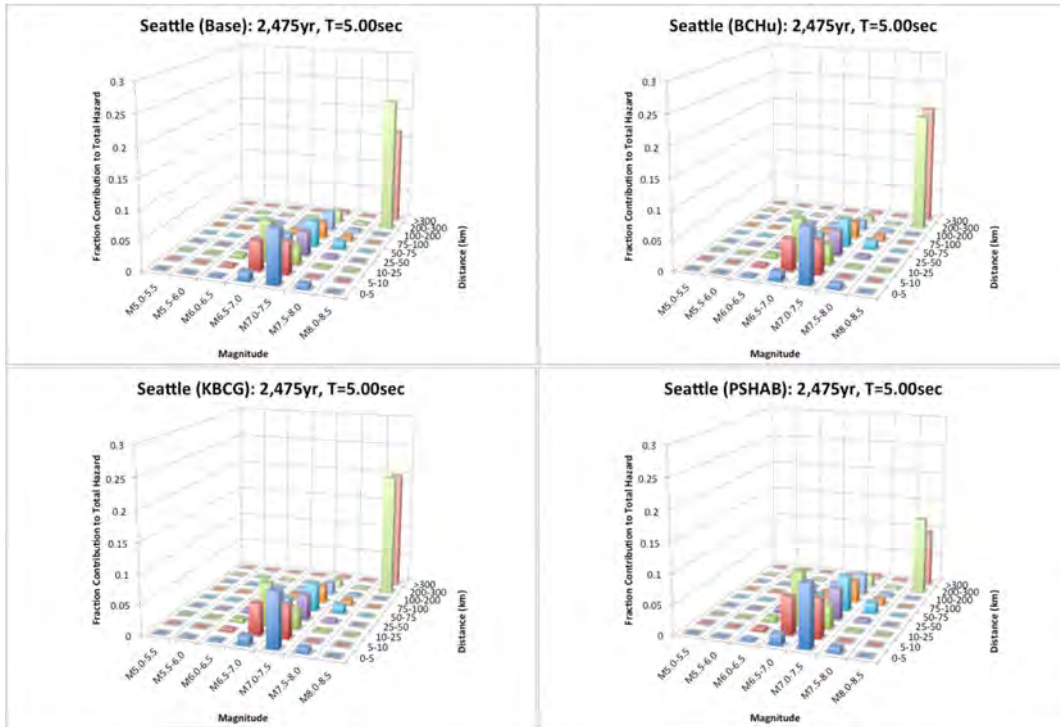 Seattle (Base): 2,475yr, T=5.00sec
Fraction Contribution to Total Hazard
0.3
0.25
0.2
0.15
0.1
0.05
0
M5.0-5.5
M5.5-6.0
M6.0-6.5
M6.5-7.0
M7.0-7.5
M7.5-8.0
M8.0-8.5
Magnitude
>300
200-300
100-200
75-100
50-75
25-50
10-25
5-10
0-5
Distance (km)
Seattle (BCHu): 2,475yr, T=5.00sec
Fraction Contribution to Total Hazard
0.3
0.25
0.2
0.15
0.1
0.05
0
M5.0-5.5
M5.5-6.0
M6.0-6.5
M6.5-7.0
M7.0-7.5
M7.5-8.0
M8.0-8.5
Magnitude
>300
200-300
100-200
75-100
50-75
25-50
10-25
5-10
0-5
Distance (km)
Seattle (KBCG): 2,475yr, T=5.00sec
Fraction Contribution to Total Hazard
0.3
0.25
0.2
0.15
0.1
0.05
0
M5.0-5.5
M5.5-6.0
M6.0-6.5
M6.5-7.0
M7.0-7.5
M7.5-8.0
M8.0-8.5
Magnitude
>300
200-300
100-200
75-100
50-75
25-50
10-25
5-10
0-5
Distance (km)
Seattle (PSHAB): 2,475yr, T=5.00sec
Fraction Contribution to Total Hazard
0.3
0.25
0.2
0.15
0.1
0.05
0
M5.0-5.5
M5.5-6.0
M6.0-6.5
M6.5-7.0
M7.0-7.5
M7.5-8.0
M8.0-8.5
Magnitude
>300
200-300
100-200
75-100
50-75
25-50
10-25
5-10
0-5
Distance (km)